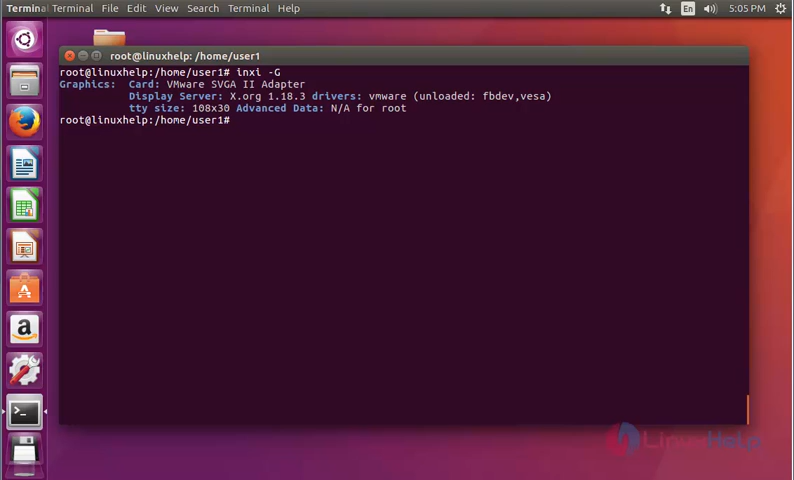 Terminal Terminal File Edit View Search Terminal Help En 5:05 PM
root@linuxhelp: /home/user1
root@linuxhelp:/home/user1# inxi -G
Graphics: Card: VMware SVGA II Adapter
Display Server: X.org 1.18.3 drivers: vmware (unloaded: fbdev,vesa)
tty size: 108x30 Advanced Data: N/A for root
root@linuxhelp:/home/user1#
LinuxHelp